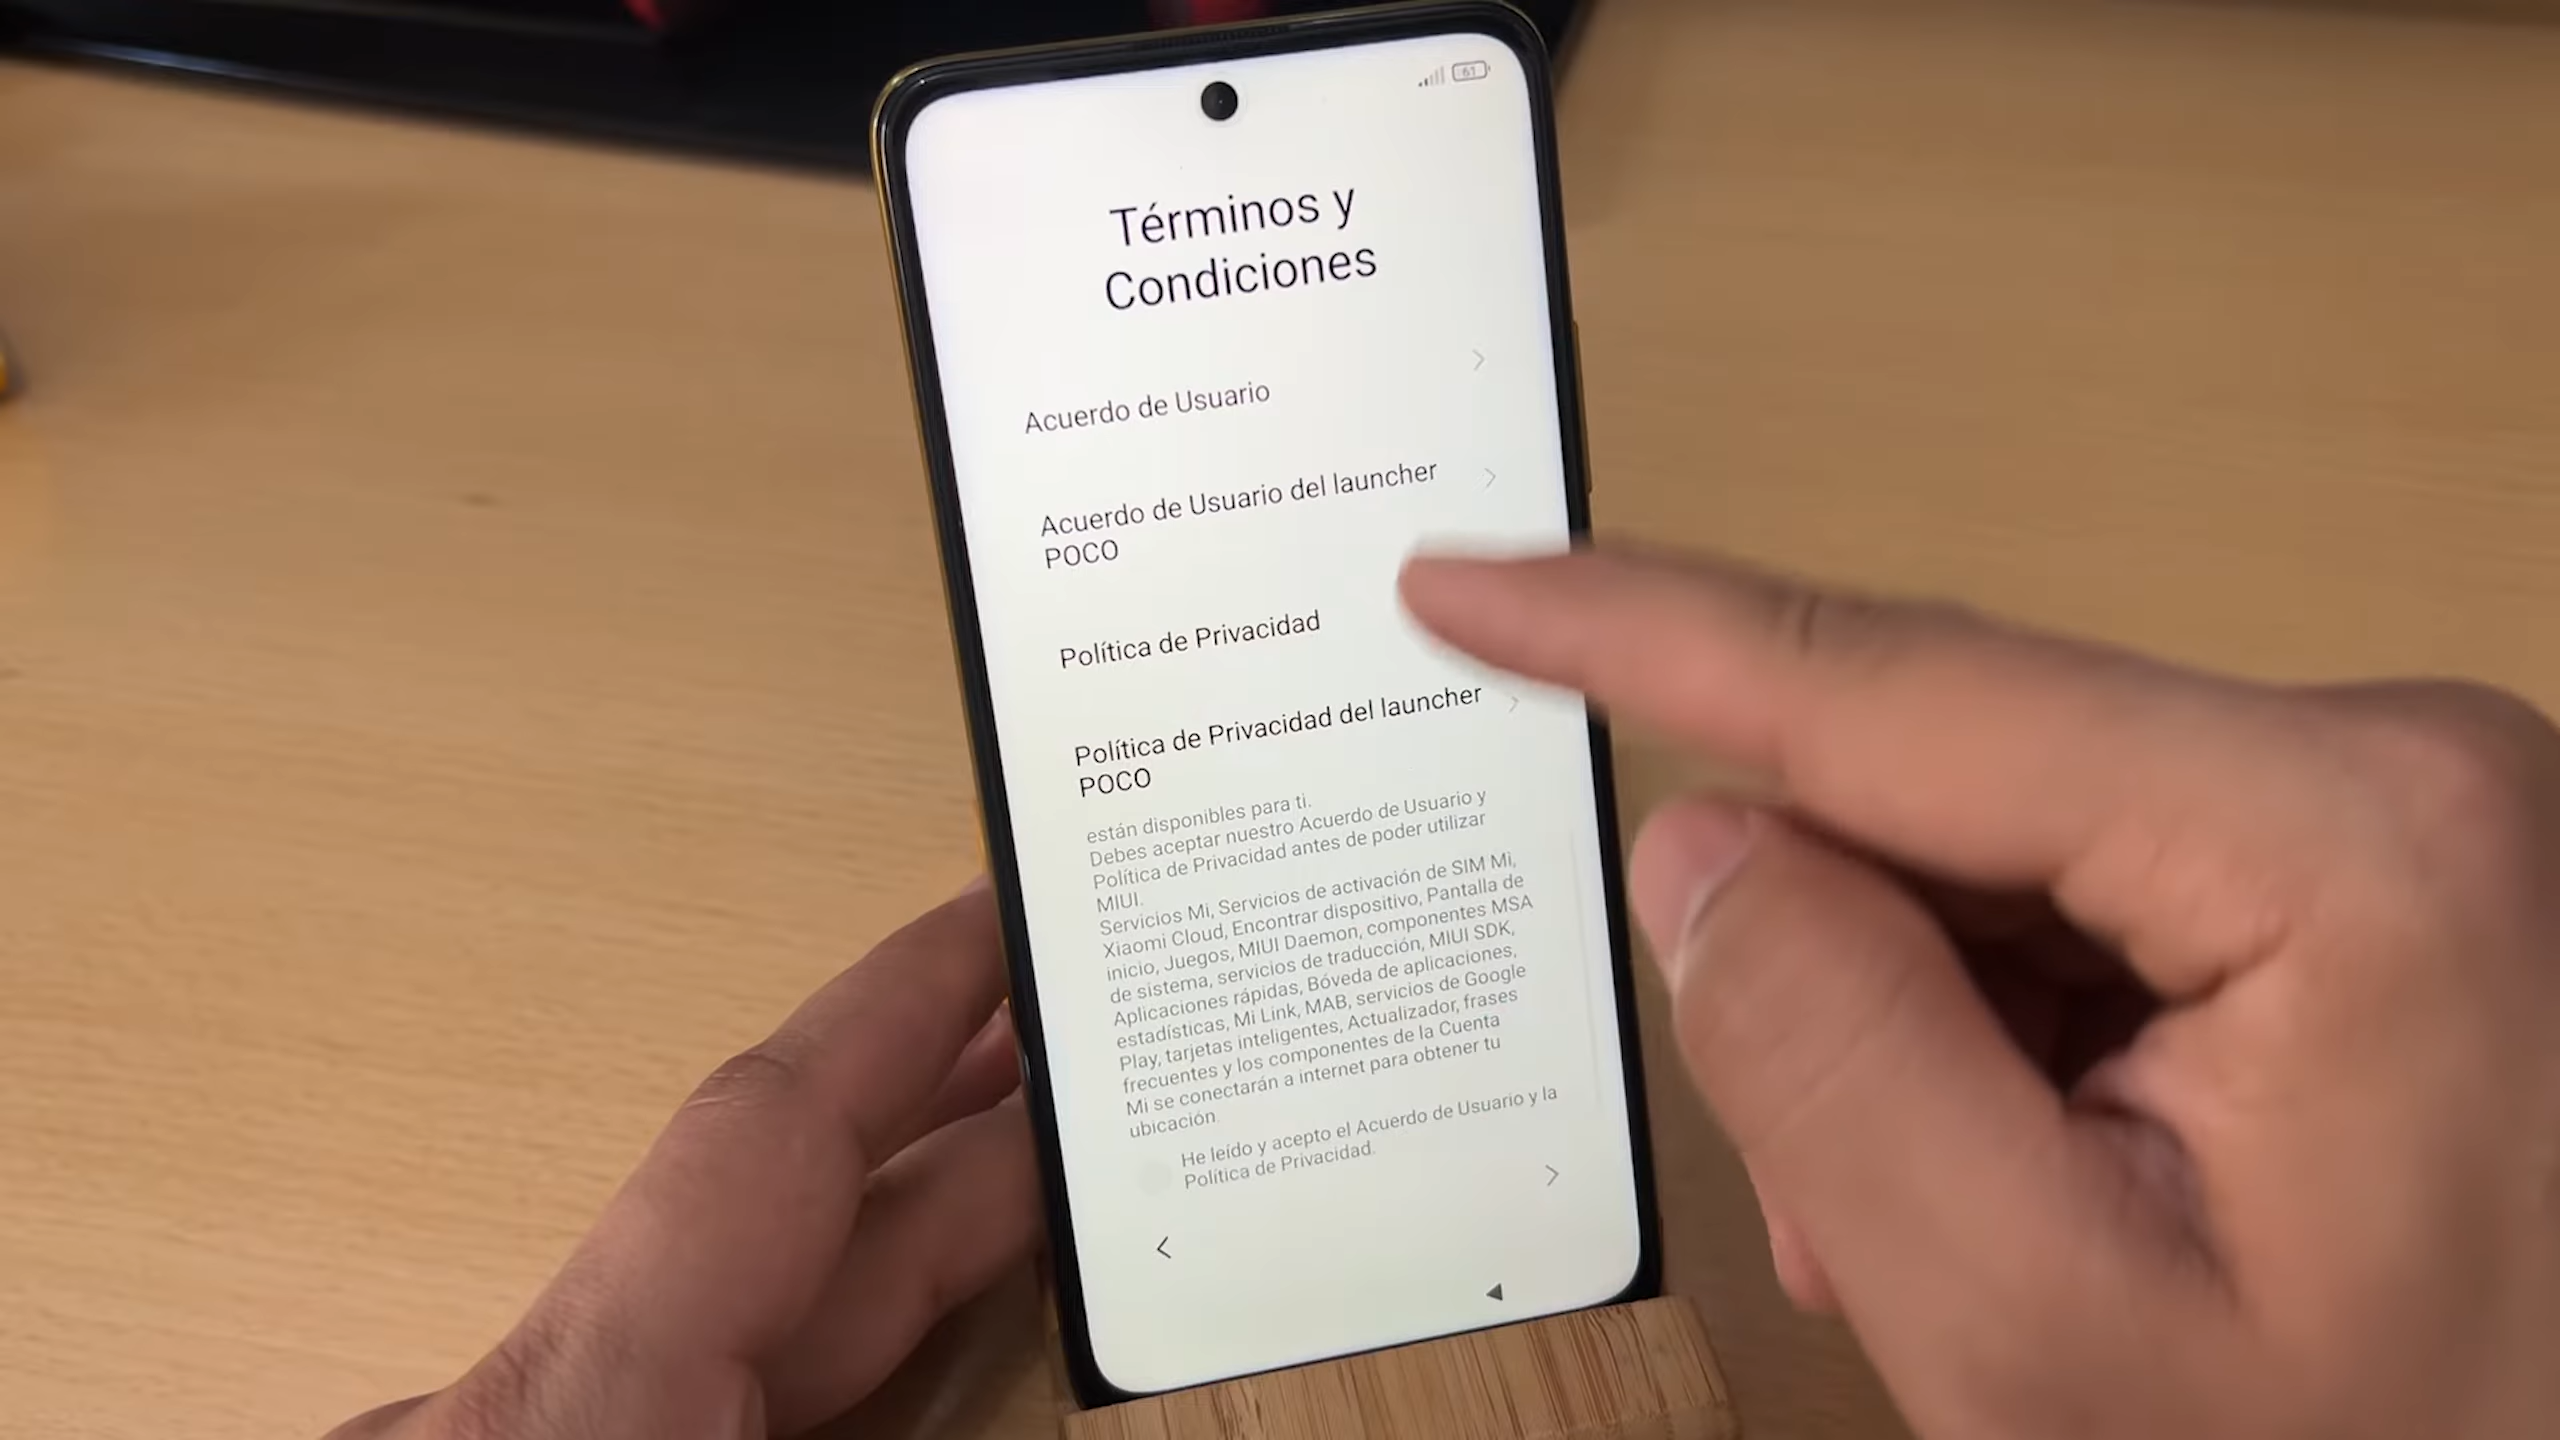 61
Términos y
Condiciones
Acuerdo de Usuario
Acuerdo de Usuario del launcher
POCO
Política de Privacidad
Política de Privacidad del launcher
POCO
están disponibles para ti.
Debes aceptar nuestro Acuerdo de Usuario y
Política de Privacidad antes de poder utilizar
MIUI.
Servicios Mi, Servicios de activación de SIM Mi,
Xiaomi Cloud, Encontrar dispositivo, Pantalla de
inicio, Juegos, MIUI Daemon, componentes MSA
de sistema, servicios de traducción, MIUI SDK,
Aplicaciones rápidas, Bóveda de aplicaciones,
estadísticas, Mi Link, MAB, servicios de Google
Play, tarjetas inteligentes, Actualizador, frases
frecuentes y los componentes de la Cuenta
Mi se conectarán a internet para obtener tu
ubicación.
He leído y acepto el Acuerdo de Usuario y la
Política de Privacidad.